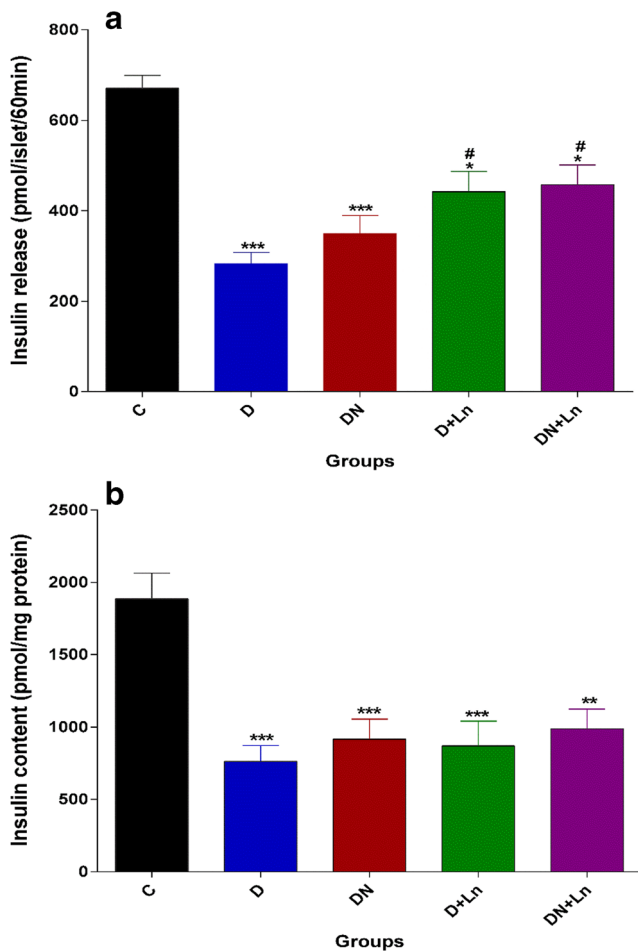 a
Insulin release (pmol/islet/60min)
800
600
400
200
0
***
***
#
*
#
*
C
D
DN
D+Ln
DN+Ln
Groups
b
Insulin content (pmol/mg protein)
2500
2000
1500
1000
500
0
***
***
***
**
C
D
DN
D+Ln
DN+Ln
Groups